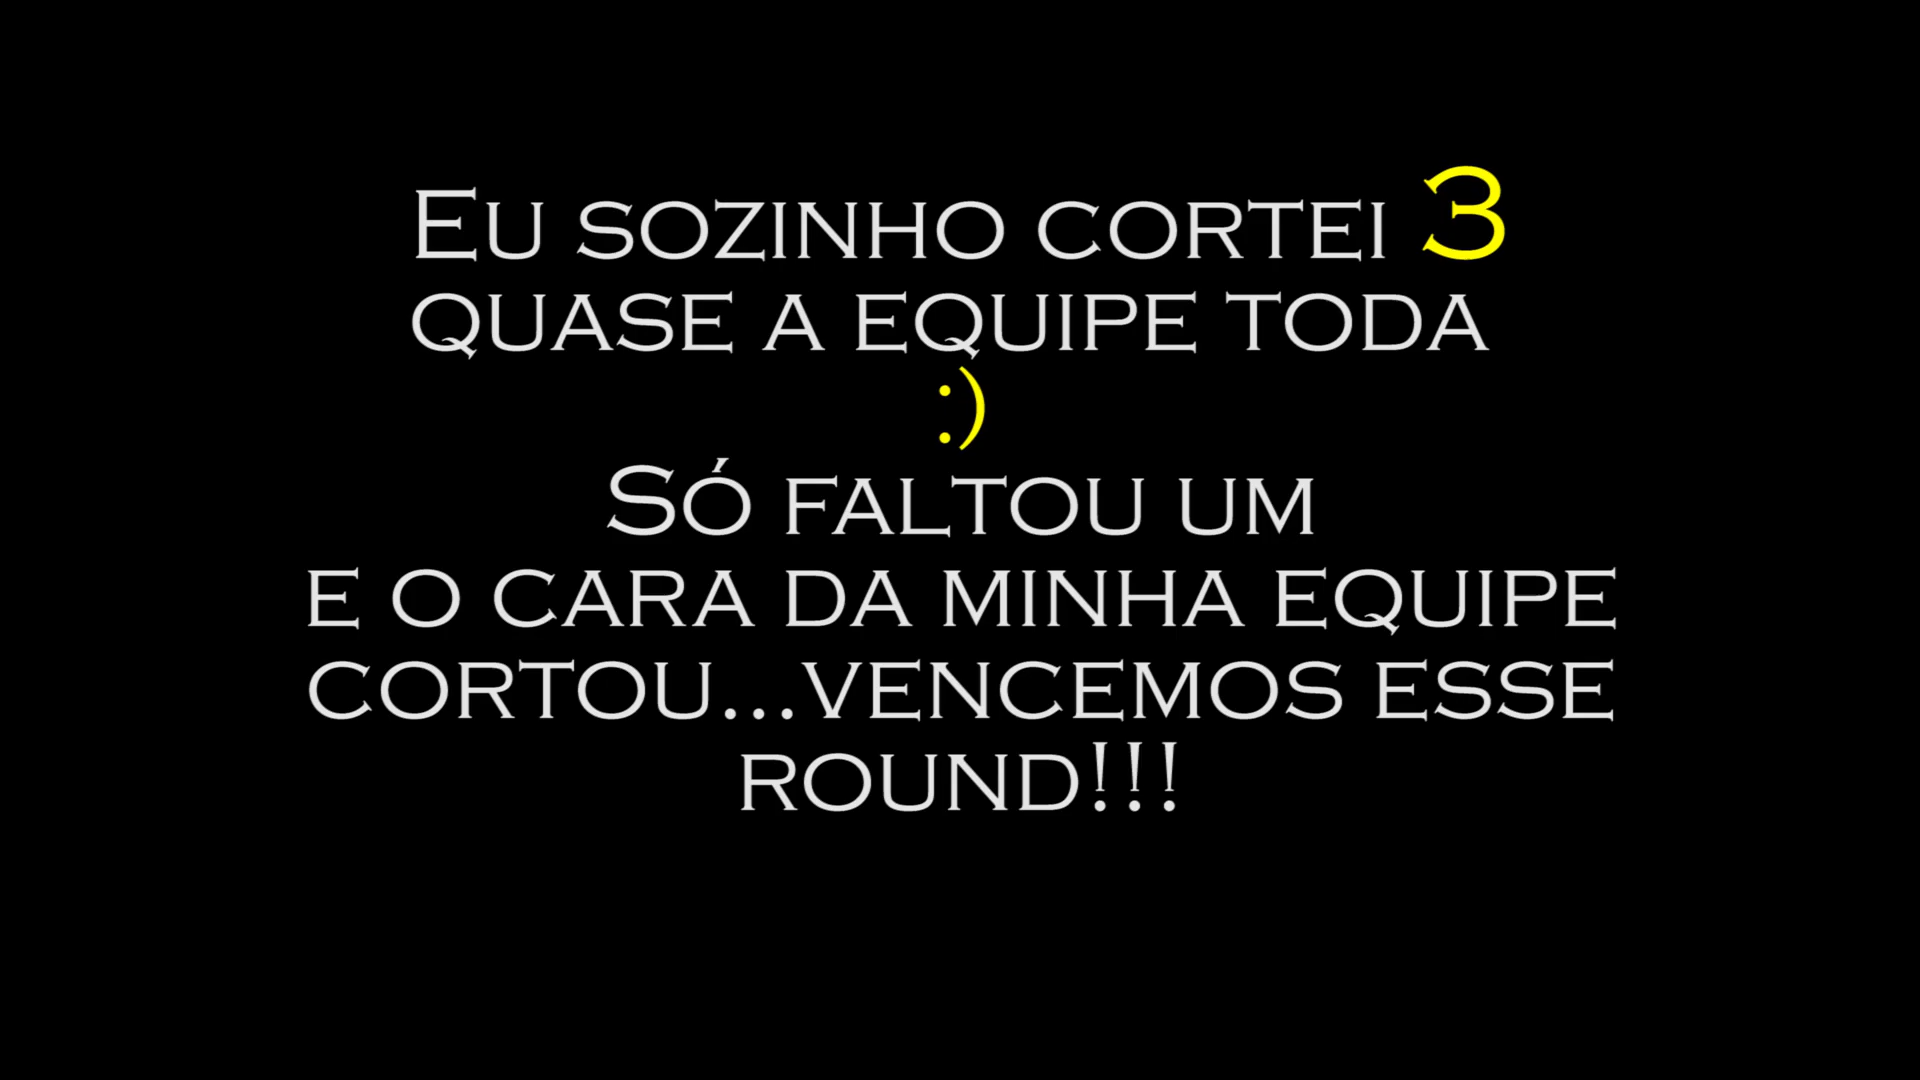 Eu sozinho cortei 3
quase a equipe toda
:)
Só faltou um
e o cara da minha equipe
cortou...vencemos esse
round!!!